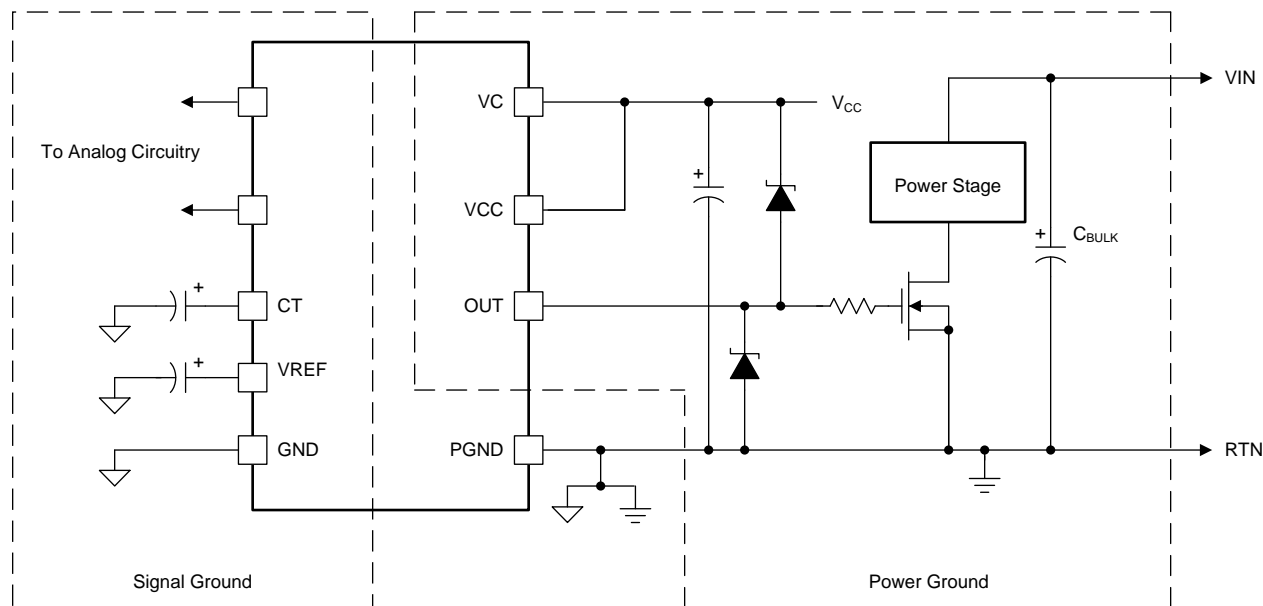 VIN
VC
V_CC
To Analog Circuitry
Power Stage
+
VCC
+
C_BULK
+
CT
OUT
+
VREF
GND
PGND
RTN
Signal Ground
Power Ground